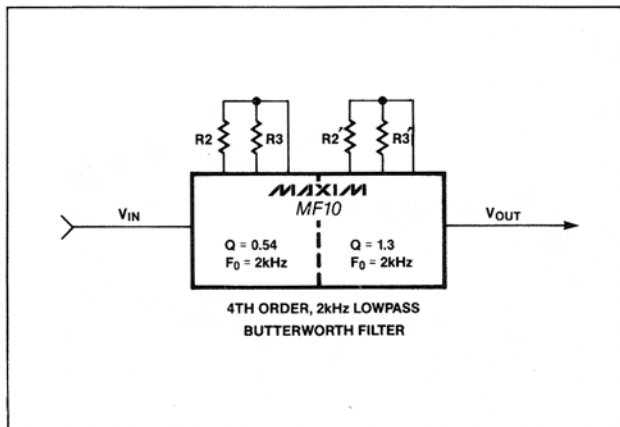 R2 R3 R2′ R3′
MAXIM
MF10
VIN VOUT
Q = 0.54 Q = 1.3
F0 = 2kHz F0 = 2kHz
4TH ORDER, 2kHz LOWPASS
BUTTERWORTH FILTER